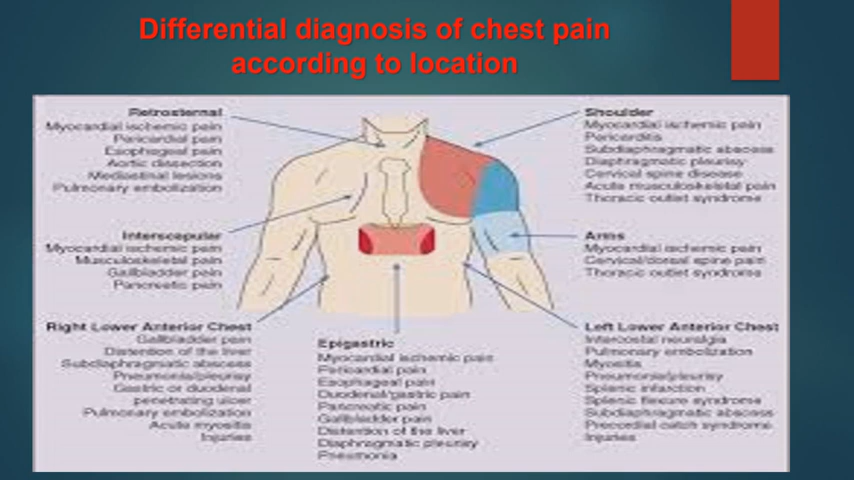 Differential diagnosis of chest pain
according to location
Retrosternal
Myocardial ischemic pain
Pericardial pain
Esophageal pain
Aortic dissection
Mediastinal lesions
Pulmonary embolization
Interscapular
Myocardial ischemic pain
Musculoskeletal pain
Gallbladder pain
Pancreatic pain
Right Lower Anterior Chest
Gallbladder pain
Distention of the liver
Subdiaphragmatic abscess
Pneumonia/pleurisy
Gastric or duodenal
penetrating ulcer
Pulmonary embolization
Acute myositis
Injuries
Epigastric
Myocardial ischemic pain
Pericardial pain
Esophageal pain
Duodenal/gastric pain
Pancreatic pain
Gallbladder pain
Distention of the liver
Diaphragmatic pleurisy
Pneumonia
Shoulder
Myocardial ischemic pain
Pericarditis
Subdiaphragmatic abscess
Diaphragmatic pleurisy
Cervical spine disease
Acute musculoskeletal pain
Thoracic outlet syndrome
Arms
Myocardial ischemic pain
Cervical/dorsal spine pain
Thoracic outlet syndrome
Left Lower Anterior Chest
Intercostal neuralgia
Pulmonary embolization
Myositis
Pneumonia/pleurisy
Splenic infarction
Splenic flexure syndrome
Subdiaphragmatic abscess
Precordial catch syndrome
Injuries